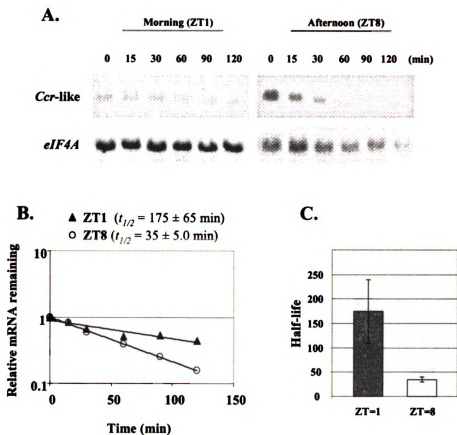 A.
Morning (ZT1) Afternoon (ZT8)
0 15 30 60 90 120 0 15 30 60 90 120 (min)
Ccr-like
eIF4A
B.
▲ ZT1 (t1/2 = 175 ± 65 min)
○ ZT8 (t1/2 = 35 ± 5.0 min)
Relative mRNA remaining
1
0.1
0 50 100 150
Time (min)
C.
Half-life
250
200
150
100
50
0
ZT=1 ZT=8